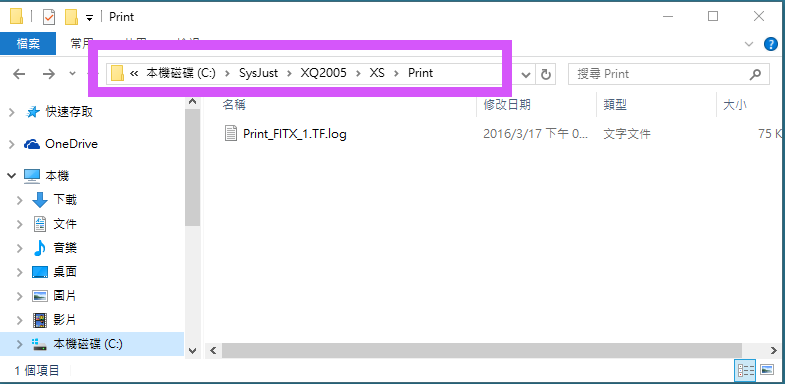 Print
檔案 常用
« 本機磁碟 (C:) > SysJust > XQ2005 > XS > Print
搜尋 Print
快速存取
OneDrive
本機
下載
文件
音樂
桌面
圖片
影片
本機磁碟 (C:)
名稱 修改日期 類型 大小
Print_FITX_1.TF.log 2016/3/17 下午 0... 文字文件 75 K
1 個項目